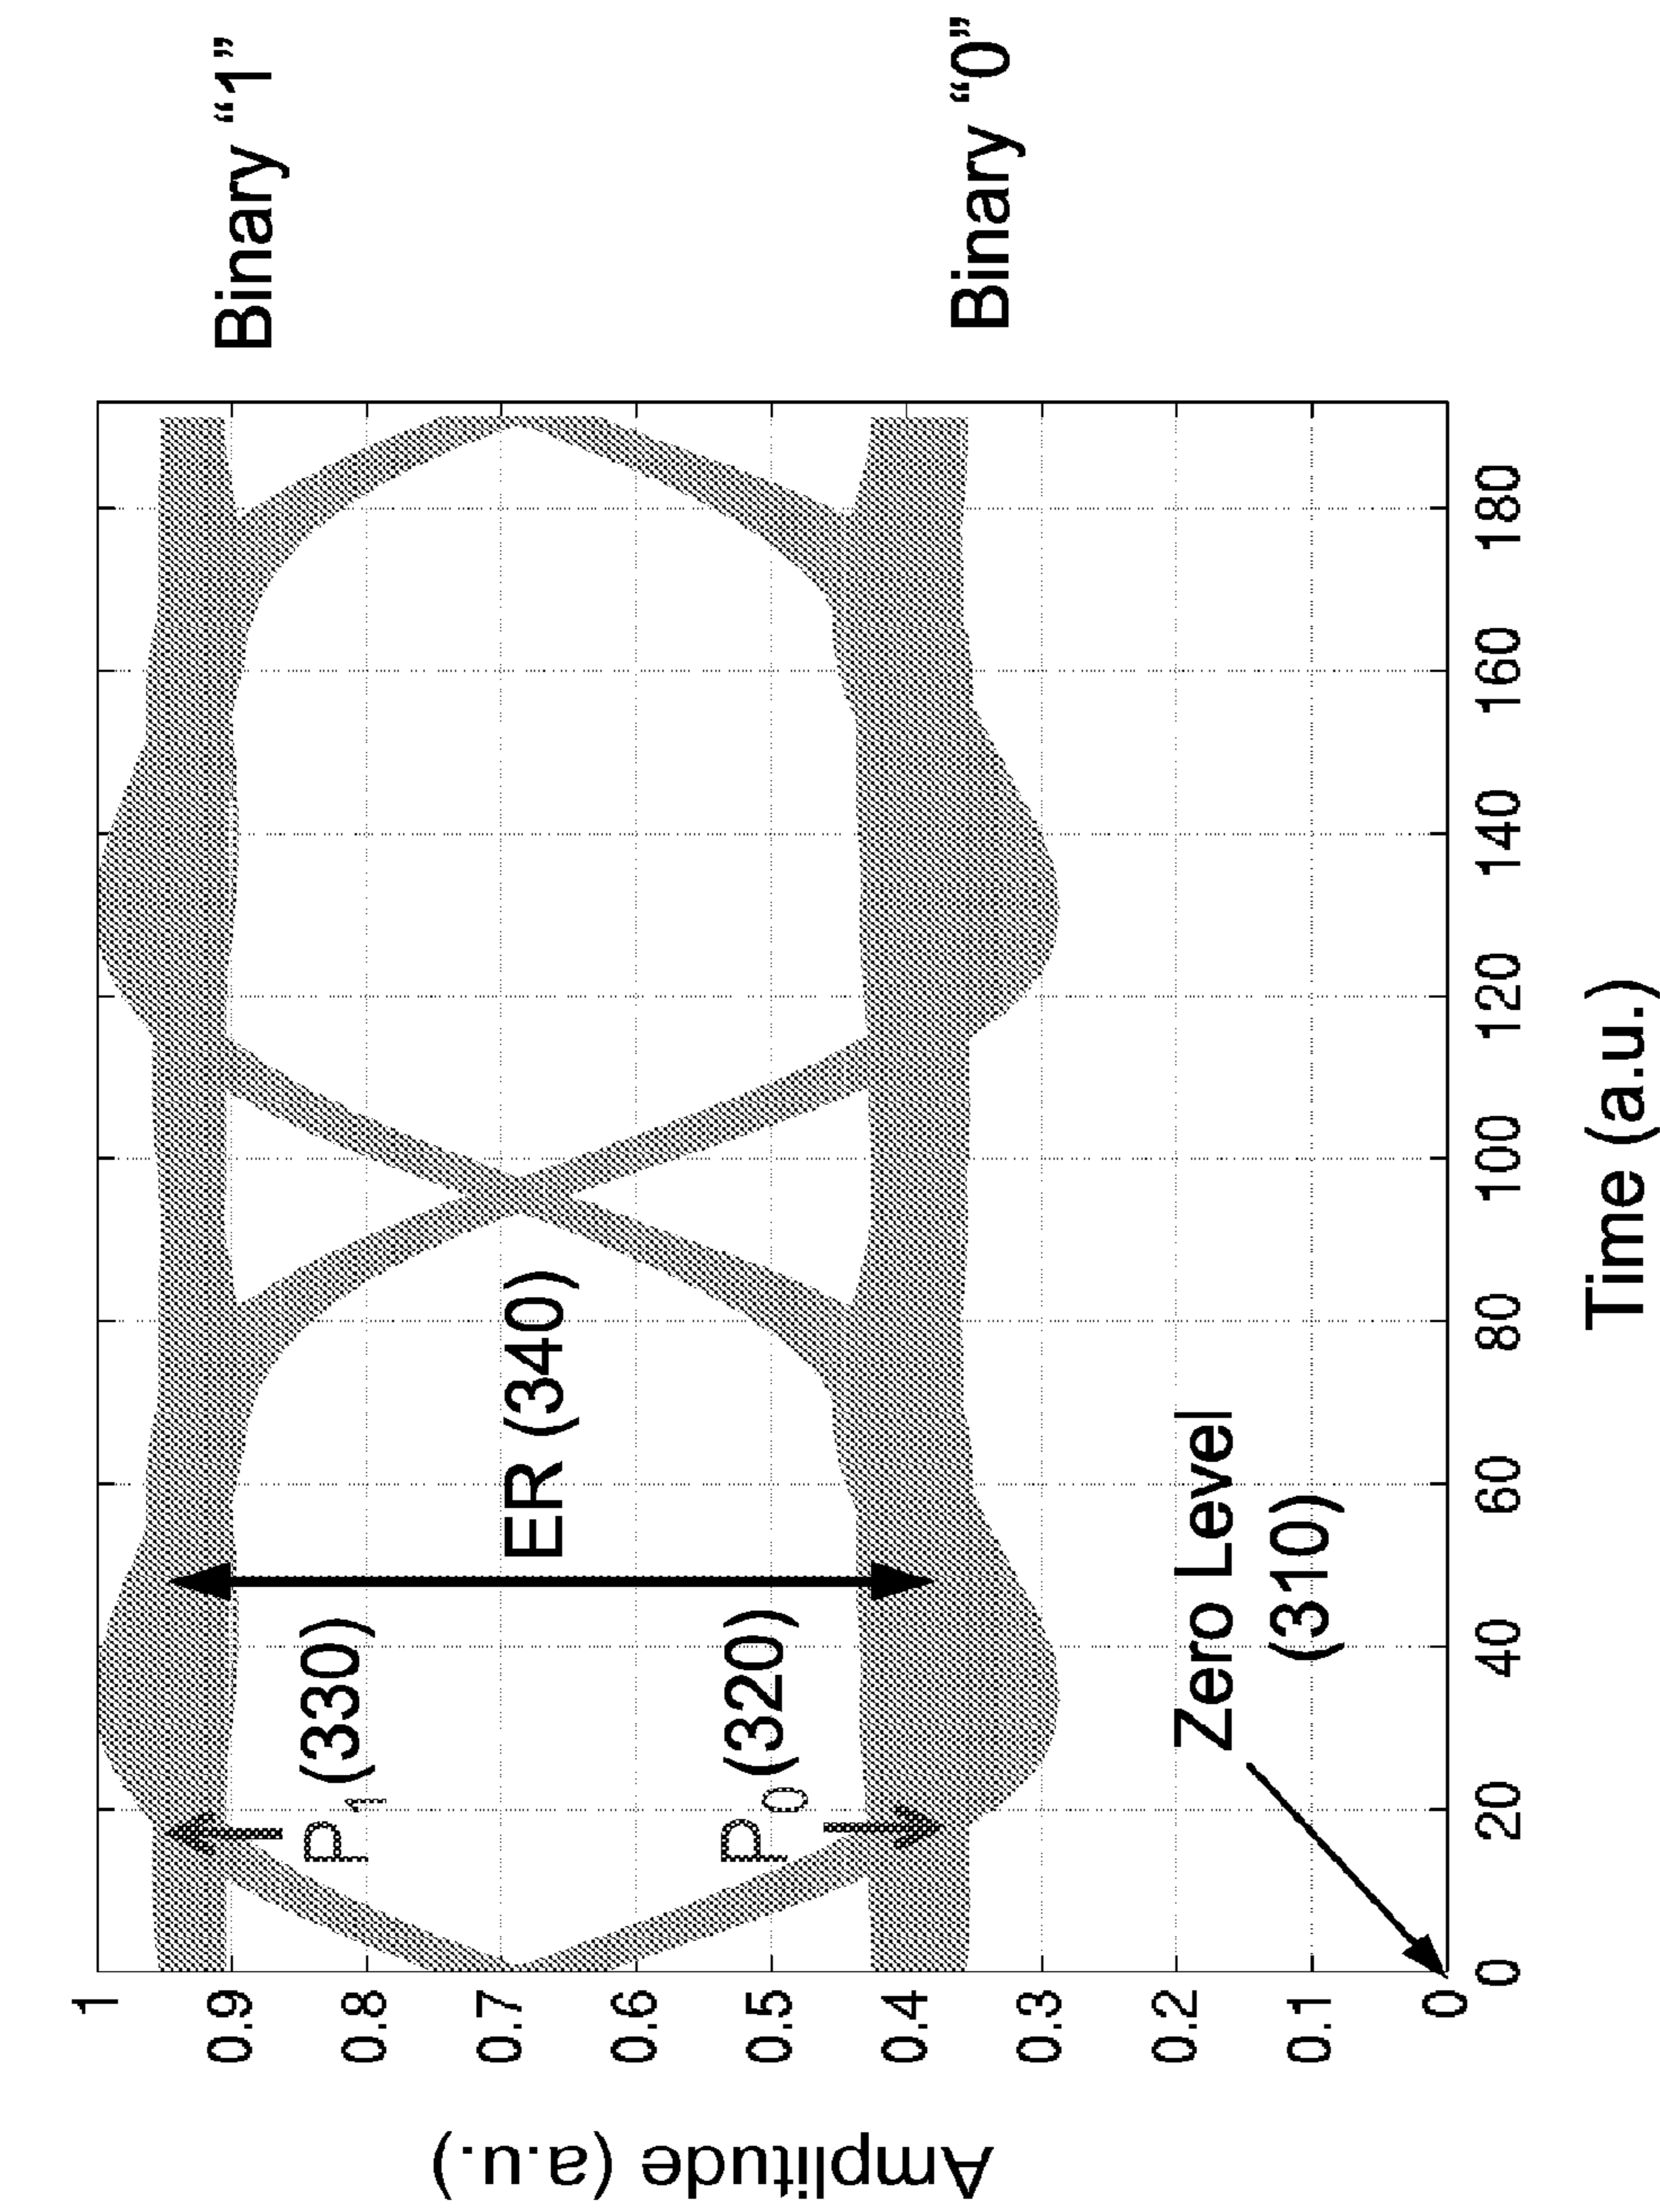 Amplitude (a.u.)
1
0.9
0.8
0.7
0.6
0.5
0.4
0.3
0.2
0.1
0
P1 (330)
P0 (320)
ER (340)
Zero Level
(310)
Binary “1”
Binary “0”
0 20 40 60 80 100 120 140 160 180
Time (a.u.)